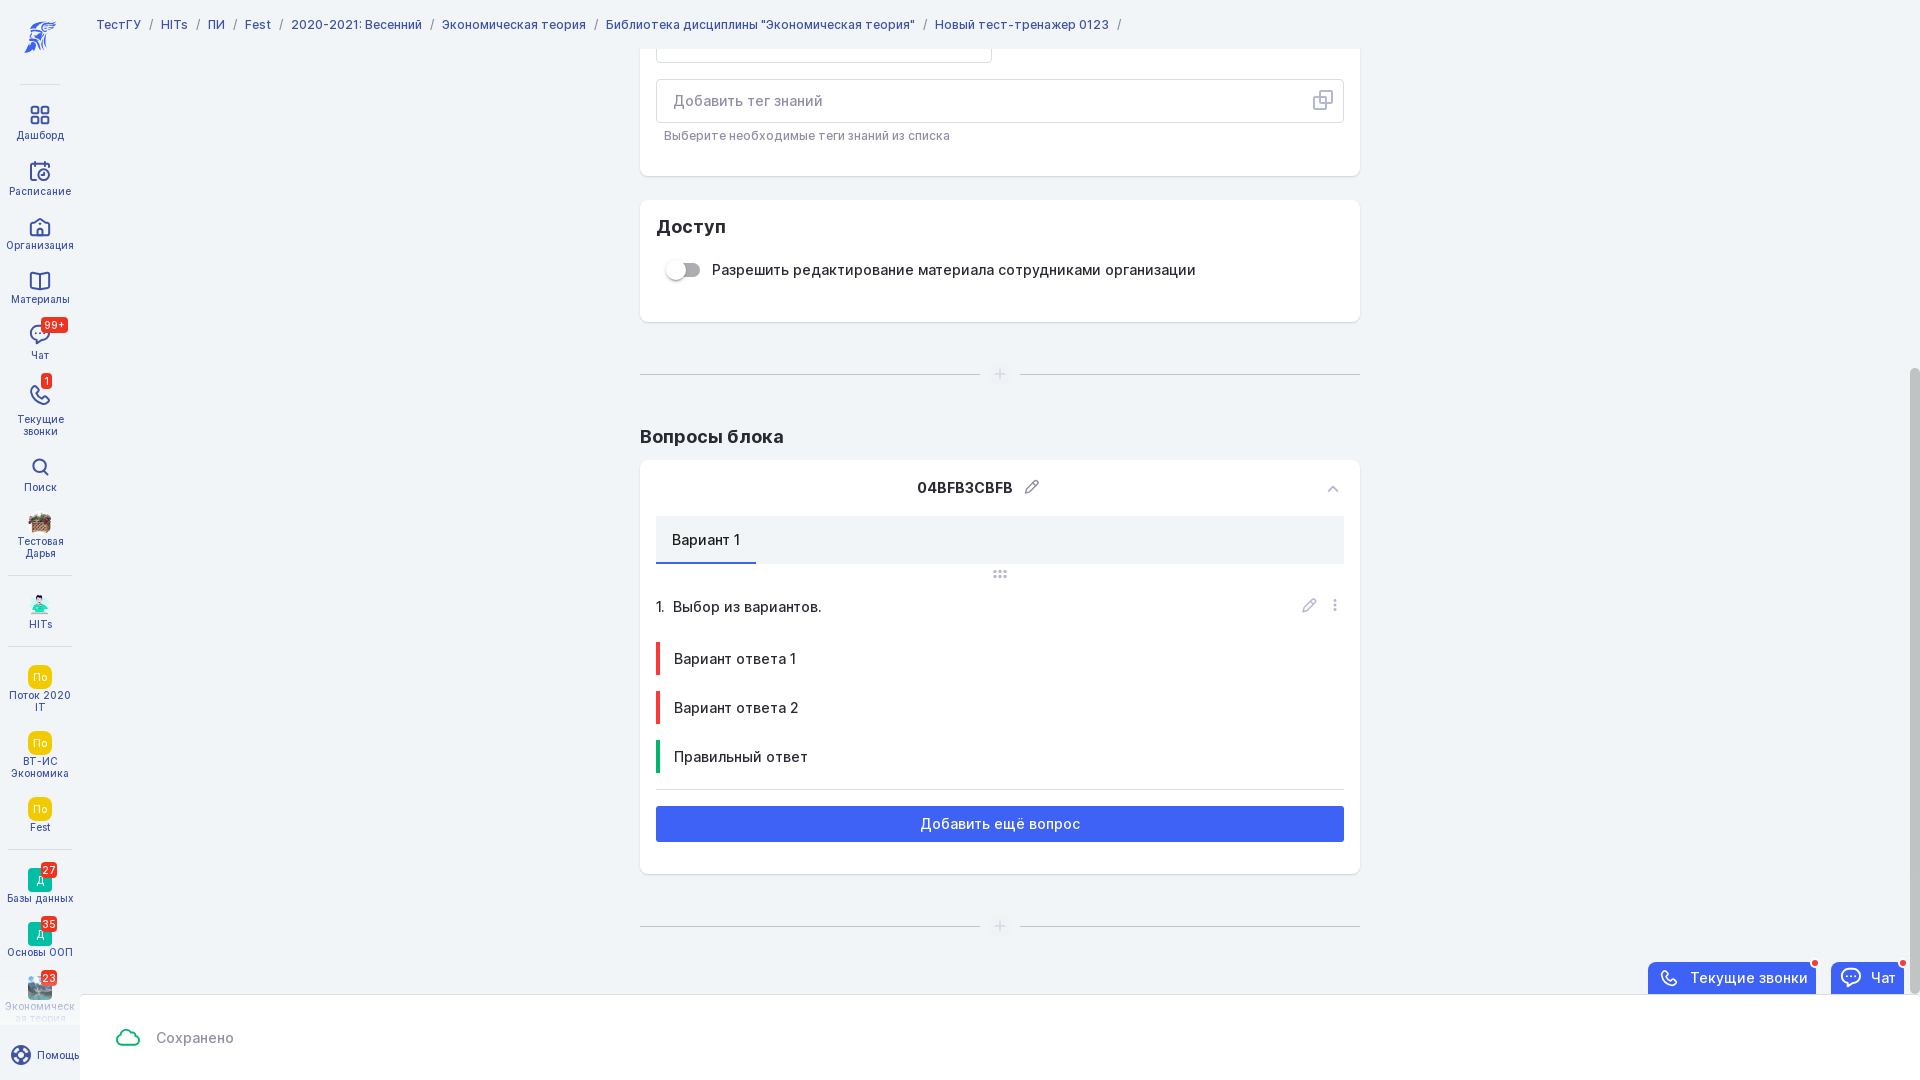 ТестГУ / HITs / ПИ / Fest / 2020-2021: Весенний / Экономическая теория / Библиотека дисциплины "Экономическая теория" / Новый тест-тренажер 0123 /
Дашборд
Расписание
Организация
Материалы
99+
Чат
1
Текущие
звонки
Поиск
Тестовая
Дарья
HITs
По
Поток 2020
IT
По
ВТ-ИС
Экономика
По
Fest
27
Д
Базы данных
35
Д
Основы ООП
23
Экономическ
ая теория
Помощь
Добавить тег знаний
Выберите необходимые теги знаний из списка
Доступ
Разрешить редактирование материала сотрудниками организации
Вопросы блока
04BFB3CBFB
Вариант 1
1. Выбор из вариантов.
Вариант ответа 1
Вариант ответа 2
Правильный ответ
Добавить ещё вопрос
Текущие звонки
Чат
Сохранено